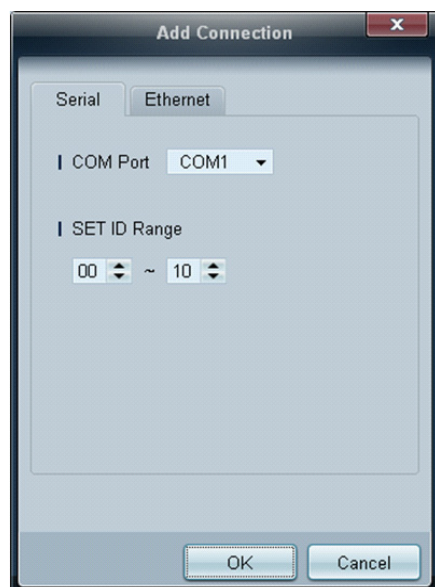 Add Connection
x
Serial Ethernet
COM Port COM1
SET ID Range
00 ~ 10
OK Cancel